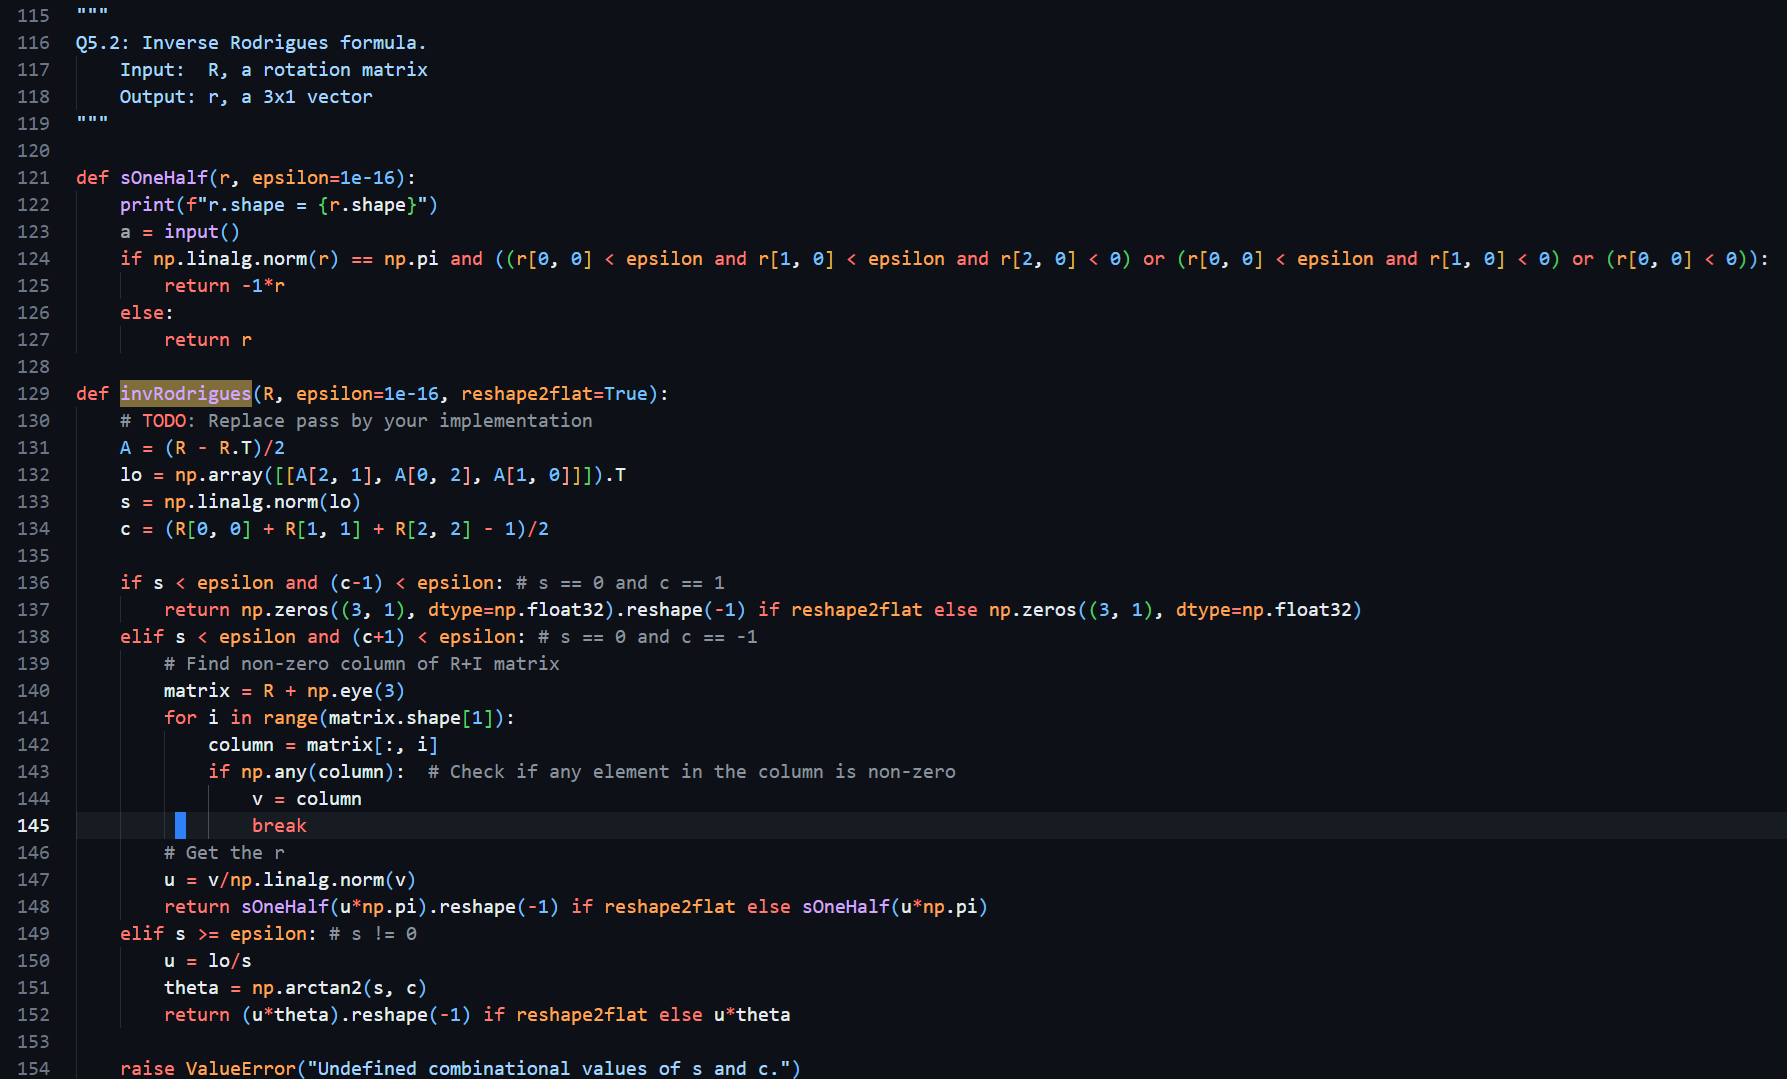 115 """
116 Q5.2: Inverse Rodrigues formula.
117     Input:  R, a rotation matrix
118     Output: r, a 3x1 vector
119 """
120
121 def sOneHalf(r, epsilon=1e-16):
122     print(f"r.shape = {r.shape}")
123     a = input()
124     if np.linalg.norm(r) == np.pi and ((r[0, 0] < epsilon and r[1, 0] < epsilon and r[2, 0] < 0) or (r[0, 0] < epsilon and r[1, 0] < 0) or (r[0, 0] < 0)):
125         return -1*r
126     else:
127         return r
128
129 def invRodrigues(R, epsilon=1e-16, reshape2flat=True):
130     # TODO: Replace pass by your implementation
131     A = (R - R.T)/2
132     lo = np.array([[A[2, 1], A[0, 2], A[1, 0]]]).T
133     s = np.linalg.norm(lo)
134     c = (R[0, 0] + R[1, 1] + R[2, 2] - 1)/2
135
136     if s < epsilon and (c-1) < epsilon: # s == 0 and c == 1
137         return np.zeros((3, 1), dtype=np.float32).reshape(-1) if reshape2flat else np.zeros((3, 1), dtype=np.float32)
138     elif s < epsilon and (c+1) < epsilon: # s == 0 and c == -1
139         # Find non-zero column of R+I matrix
140         matrix = R + np.eye(3)
141         for i in range(matrix.shape[1]):
142             column = matrix[:, i]
143             if np.any(column):  # Check if any element in the column is non-zero
144                 v = column
145                 break
146         # Get the r
147         u = v/np.linalg.norm(v)
148         return sOneHalf(u*np.pi).reshape(-1) if reshape2flat else sOneHalf(u*np.pi)
149     elif s >= epsilon: # s != 0
150         u = lo/s
151         theta = np.arctan2(s, c)
152         return (u*theta).reshape(-1) if reshape2flat else u*theta
153
154     raise ValueError("Undefined combinational values of s and c.")